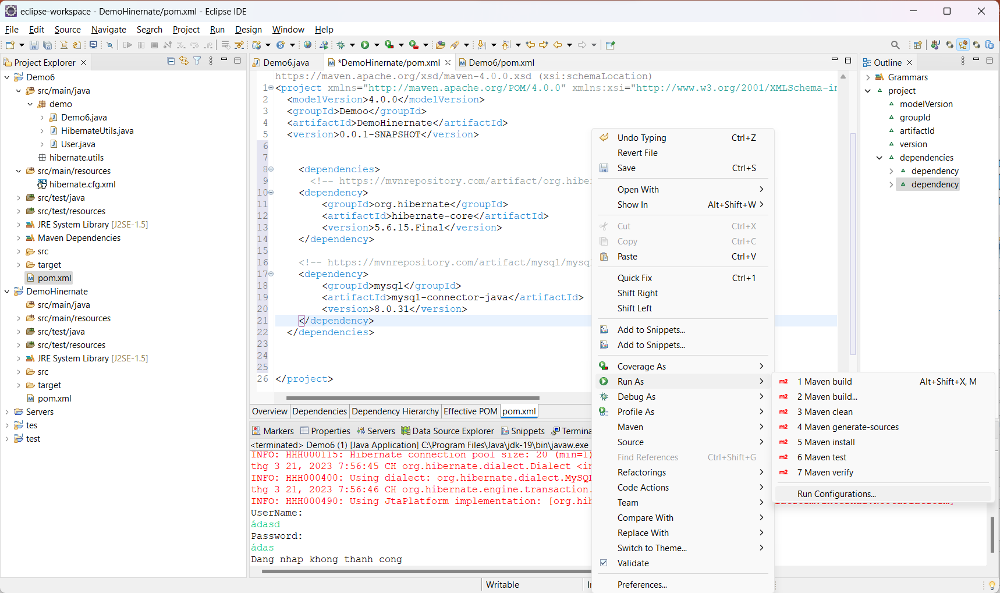 eclipse-workspace - DemoHinernate/pom.xml - Eclipse IDE
File Edit Source Navigate Search Project Run Design Window Help
Project Explorer
Demo6
src/main/java
demo
Demo6.java
HibernateUtils.java
User.java
hibernate.utils
src/main/resources
hibernate.cfg.xml
src/test/java
src/test/resources
JRE System Library [J2SE-1.5]
Maven Dependencies
src
target
pom.xml
DemoHinernate
src/main/java
src/main/resources
src/test/java
src/test/resources
JRE System Library [J2SE-1.5]
src
target
pom.xml
Servers
tes
test
Demo6.java *DemoHinernate/pom.xml Demo6/pom.xml
https://maven.apache.org/xsd/maven-4.0.0.xsd (xsi:schemaLocation)
1 <project xmlns="http://maven.apache.org/POM/4.0.0" xmlns:xsi="http://www.w3.org/2001/XMLSchema-in
2 <modelVersion>4.0.0</modelVersion>
3 <groupId>Demoo</groupId>
4 <artifactId>DemoHinernate</artifactId>
5 <version>0.0.1-SNAPSHOT</version>
6
7
8 <dependencies>
9 <!-- https://mvnrepository.com/artifact/org.hiber
10 <dependency>
11 <groupId>org.hibernate</groupId>
12 <artifactId>hibernate-core</artifactId>
13 <version>5.6.15.Final</version>
14 </dependency>
15
16 <!-- https://mvnrepository.com/artifact/mysql/mysql
17 <dependency>
18 <groupId>mysql</groupId>
19 <artifactId>mysql-connector-java</artifactId>
20 <version>8.0.31</version>
21 </dependency>
22 </dependencies>
23
24
25
26 </project>
Overview Dependencies Dependency Hierarchy Effective POM pom.xml
Markers Properties Servers Data Source Explorer Snippets Termina
<terminated> Demo6 (1) [Java Application] C:\Program Files\Java\jdk-19\bin\javaw.exe
INFO: HHH000115: Hibernate connection pool size: 20 (min=1)
thg 3 21, 2023 7:56:45 CH org.hibernate.dialect.Dialect <in
INFO: HHH000400: Using dialect: org.hibernate.dialect.MySQL
thg 3 21, 2023 7:56:46 CH org.hibernate.engine.transaction.
INFO: HHH000490: Using JtaPlatform implementation: [org.hib
UserName:
ádasd
Password:
ádas
Dang nhap khong thanh cong
Writable
Undo Typing Ctrl+Z
Revert File
Save Ctrl+S
Open With
Show In Alt+Shift+W
Cut Ctrl+X
Copy Ctrl+C
Paste Ctrl+V
Quick Fix Ctrl+1
Shift Right
Shift Left
Add to Snippets...
Add to Snippets...
Coverage As
Run As
Debug As
Profile As
Maven
Source
Find References Ctrl+Shift+G
Refactorings
Code Actions
Team
Compare With
Replace With
Switch to Theme...
Validate
Preferences...
m2 1 Maven build Alt+Shift+X, M
m2 2 Maven build...
m2 3 Maven clean
m2 4 Maven generate-sources
m2 5 Maven install
m2 6 Maven test
m2 7 Maven verify
Run Configurations...
Outline
Grammars
project
modelVersion
groupId
artifactId
version
dependencies
dependency
dependency